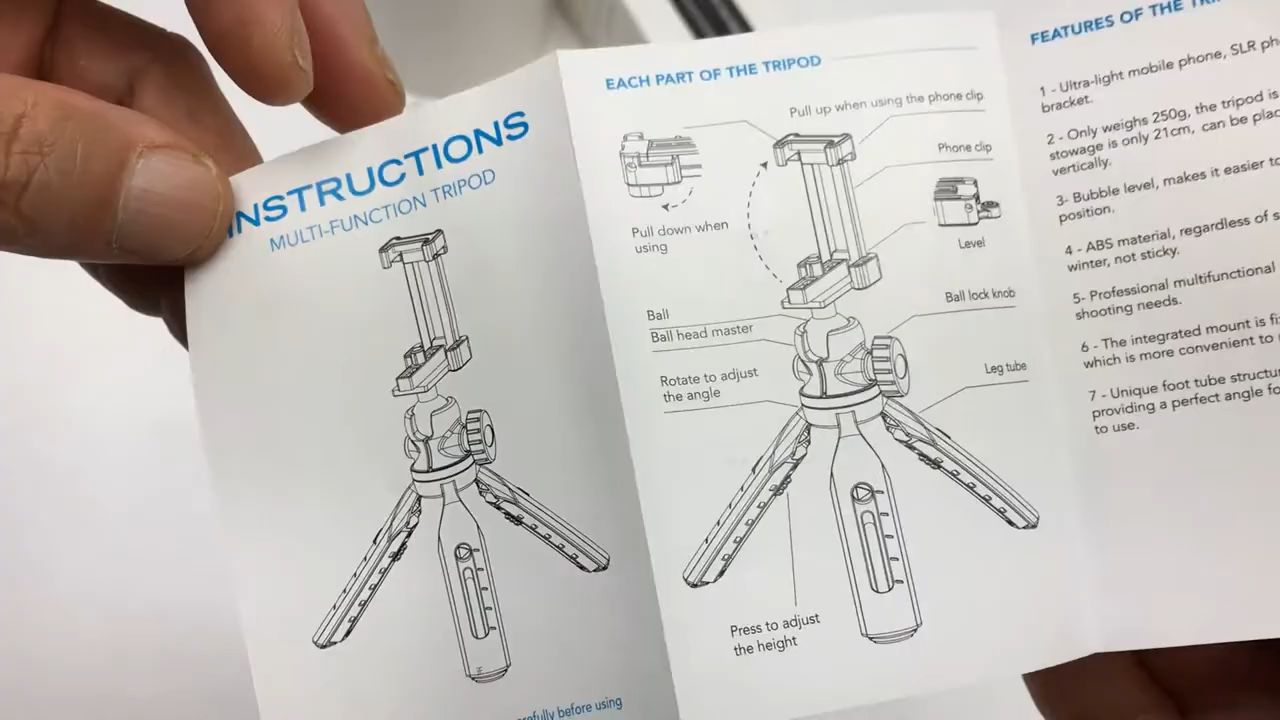 INSTRUCTIONS
MULTI-FUNCTION TRIPOD
before using
EACH PART OF THE TRIPOD
Pull up when using the phone clip
Phone clip
Pull down when
using
Level
Ball
Ball head master
Ball lock knob
Rotate to adjust
the angle
Leg tube
Press to adjust
the height
FEATURES OF THE
1 - Ultra-light mobile phone, SLR
bracket.
2 - Only weighs 250g, the tripod is
stowage is only 21cm, can be
vertically.
3- Bubble level, makes it easier to
position.
4 - ABS material, regardless of
winter, not sticky.
5- Professional multifunctional
shooting needs.
6 - The integrated mount is
which is more convenient to
7 - Unique foot tube
providing a perfect angle
to use.